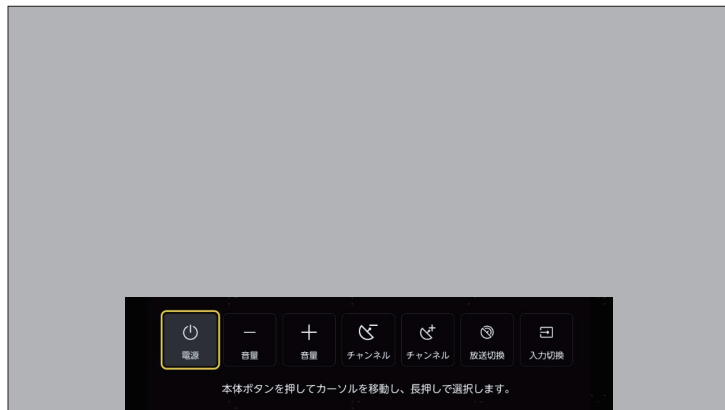 電源
音量
音量
チャンネル
チャンネル
放送切換
入力切換
本体ボタンを押してカーソルを移動し、長押しで選択します。